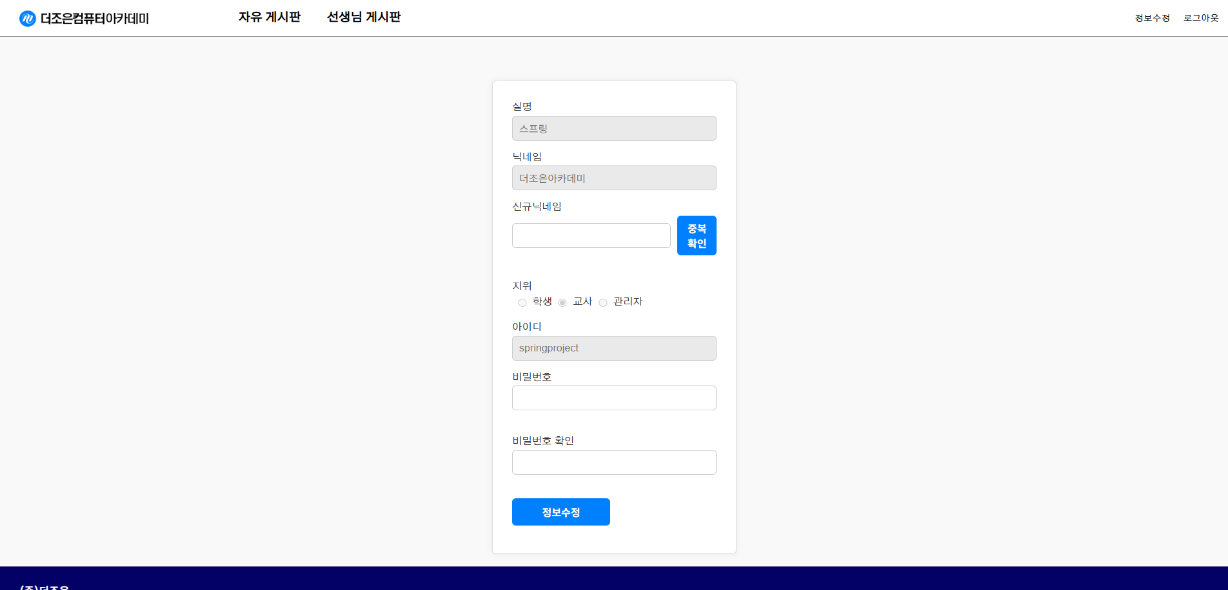 더조은컴퓨터아카데미 자유 게시판 선생님 게시판 정보수정 로그아웃
실명
스프링
닉네임
더조은아카데미
신규닉네임
중복
확인
지위
학생 교사 관리자
아이디
springproject
비밀번호
비밀번호 확인
정보수정
(주)더조은